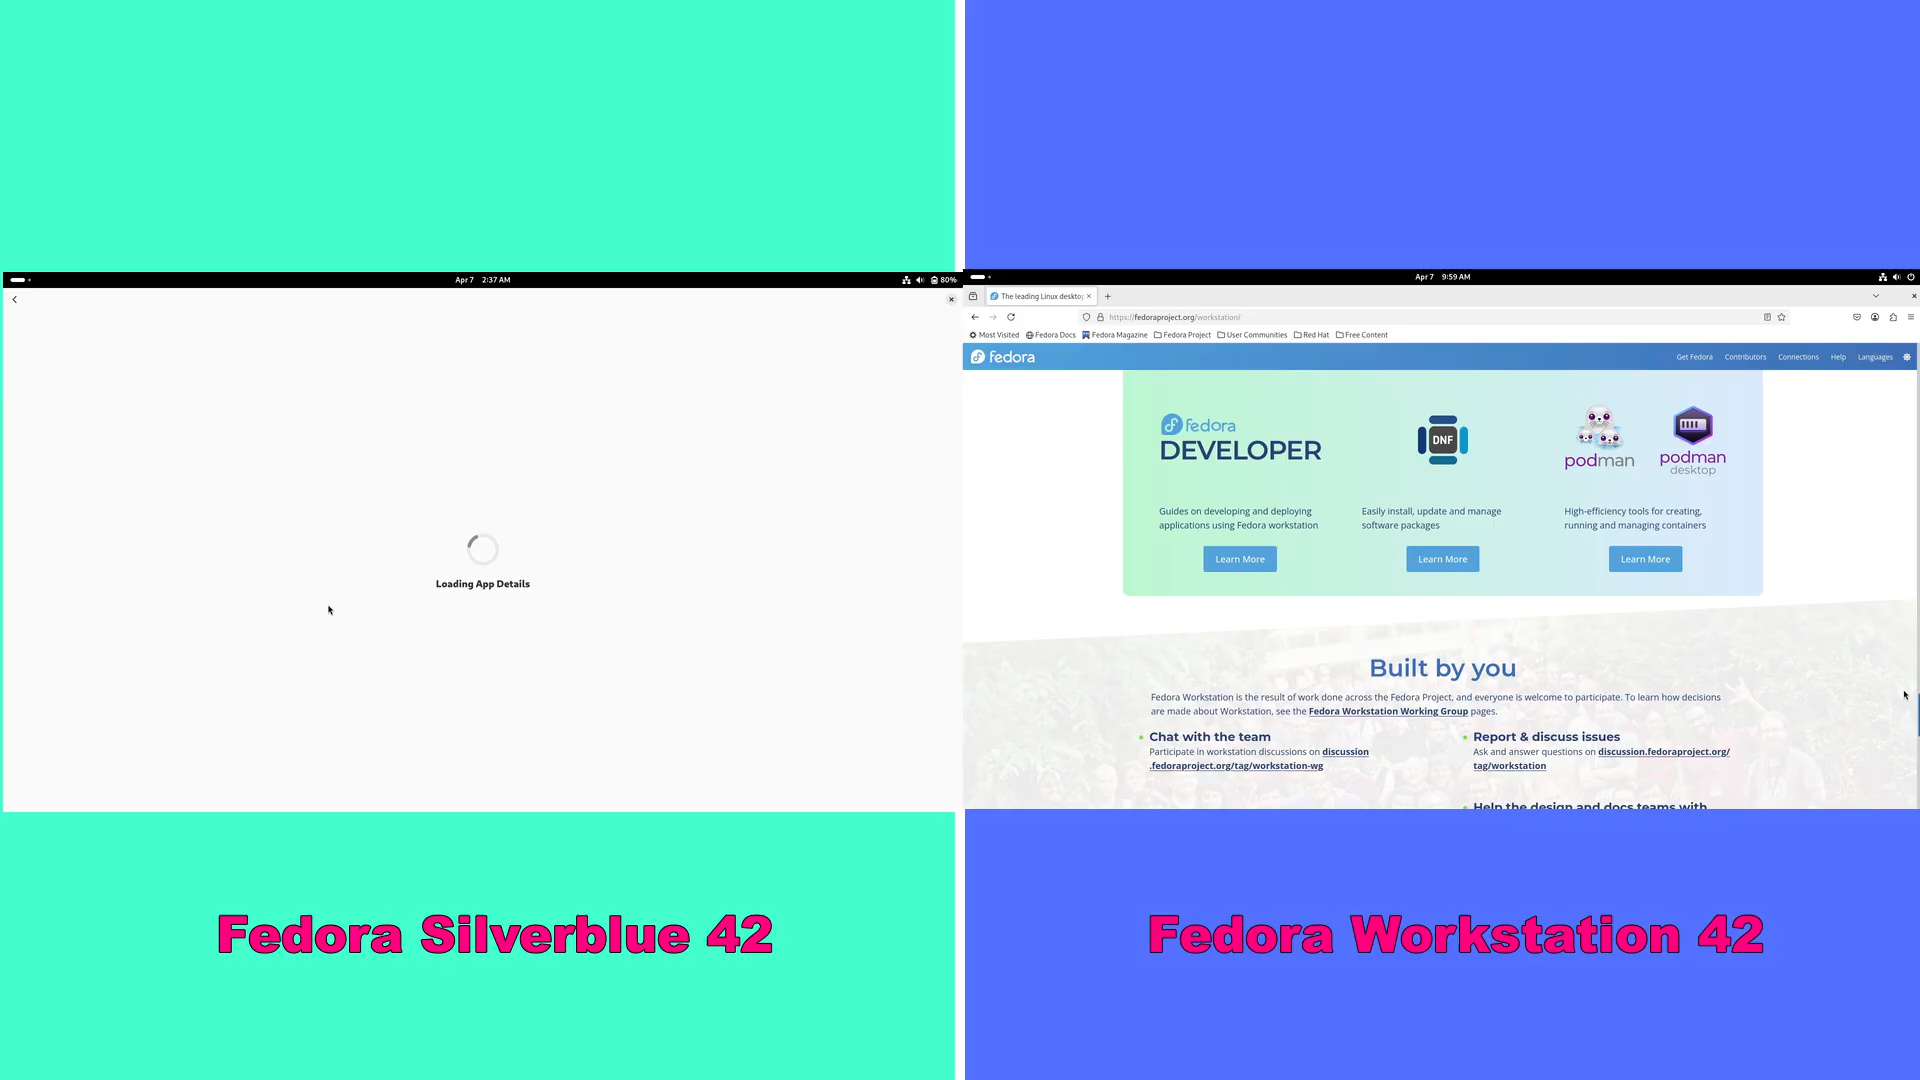 Apr 7 2:37 AM
80%
Loading App Details
Apr 7 9:59 AM
The leading Linux deskto
https://fedoraproject.org/workstation/
Most Visited Fedora Docs Fedora Magazine Fedora Project User Communities Red Hat Free Content
fedora
Get Fedora Contributors Connections Help Languages
fedora
DEVELOPER
DNF
podman
podman
desktop
Guides on developing and deploying
applications using Fedora workstation
Learn More
Easily install, update and manage
software packages
Learn More
High-efficiency tools for creating,
running and managing containers
Learn More
Built by you
Fedora Workstation is the result of work done across the Fedora Project, and everyone is welcome to participate. To learn how decisions
are made about Workstation, see the Fedora Workstation Working Group pages.
Chat with the team
Participate in workstation discussions on discussion
.fedoraproject.org/tag/workstation-wg
Report & discuss issues
Ask and answer questions on discussion.fedoraproject.org/
tag/workstation
Help the design and docs teams with
Fedora Silverblue 42
Fedora Workstation 42